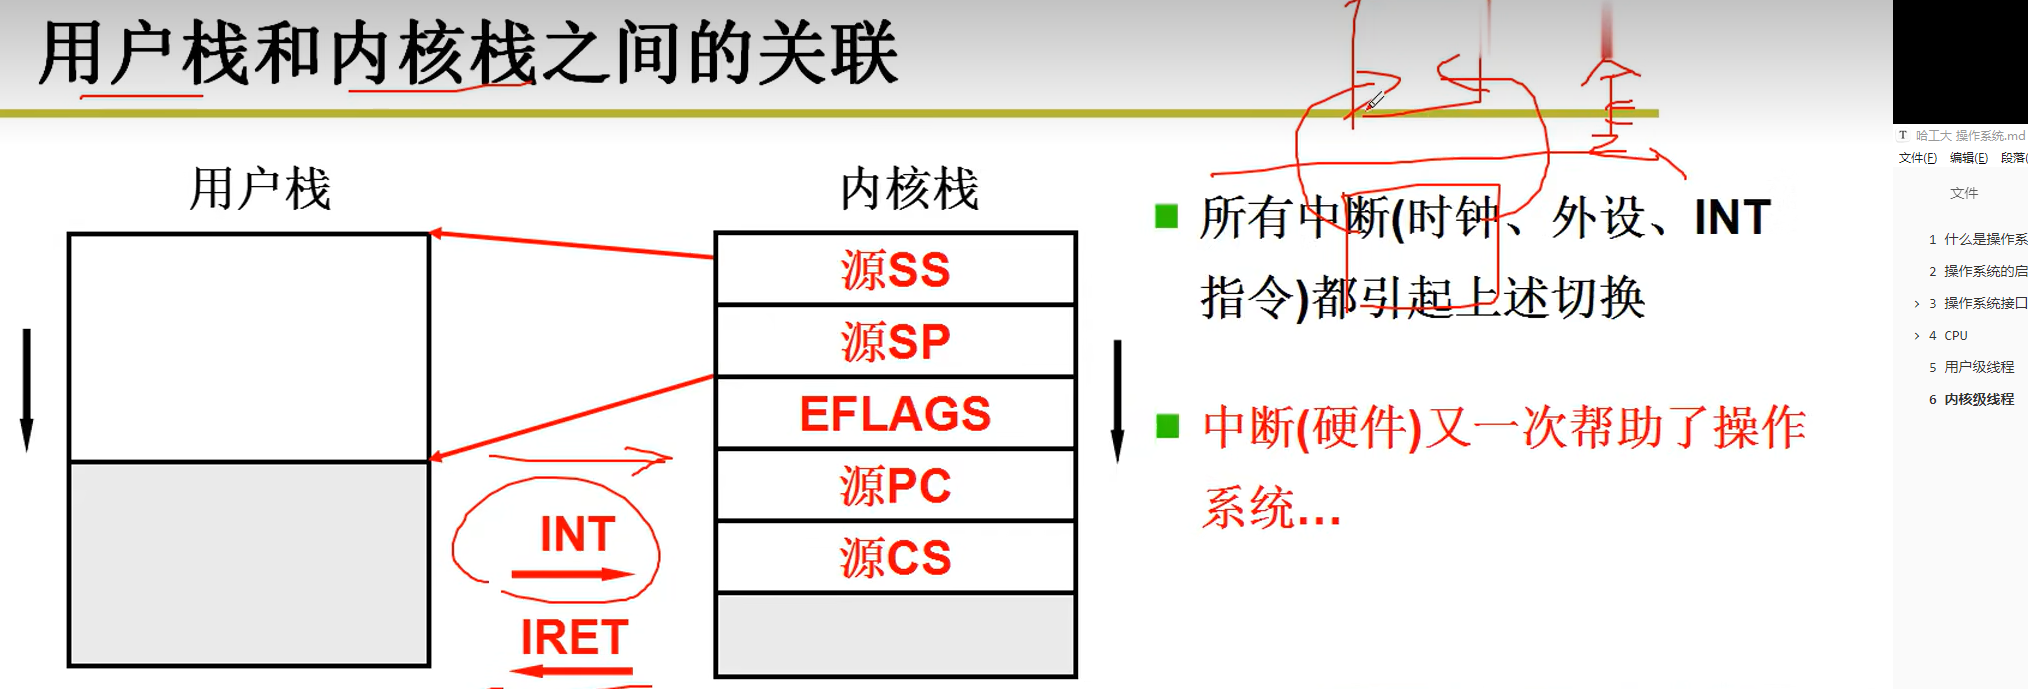 用户栈和内核栈之间的关联
用户栈
内核栈
源SS
源SP
EFLAGS
源PC
源CS
INT
IRET
所有中断(时钟、外设、INT
指令)都引起上述切换
中断(硬件)又一次帮助了操作
系统...
T 哈工大 操作系统.md
文件(F) 编辑(E) 段落(
文件
1 什么是操作系
2 操作系统的启
> 3 操作系统接口
> 4 CPU
5 用户级线程
6 内核级线程